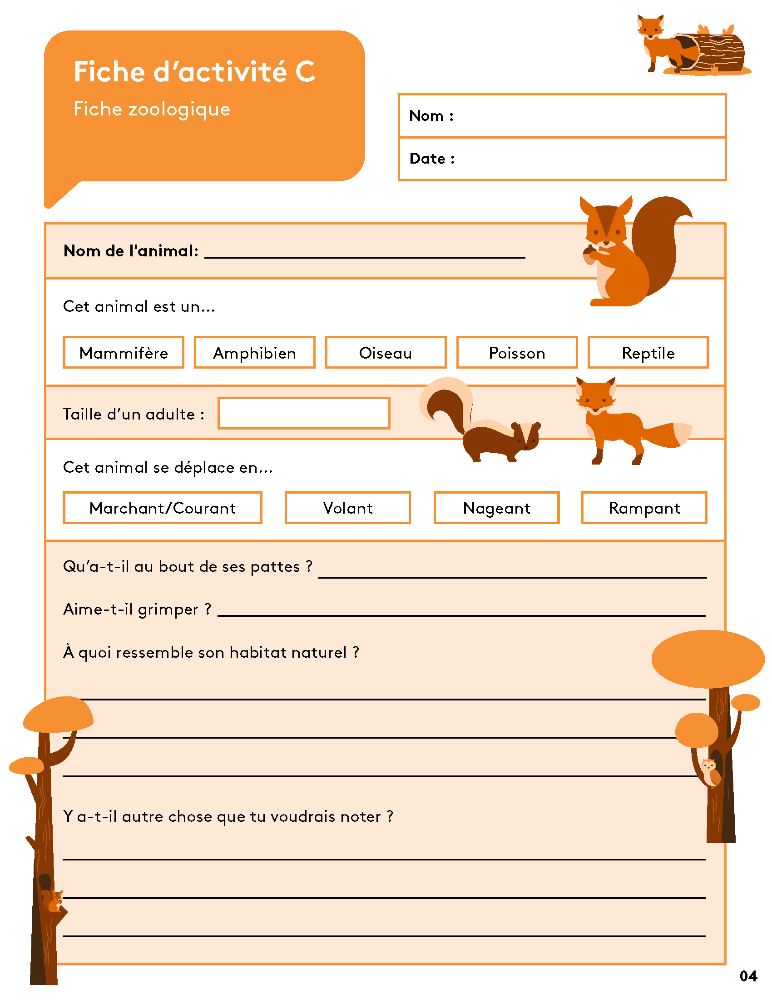 Fiche d’activité C
Fiche zoologique
Nom :
Date :
Nom de l'animal:
Cet animal est un...
Mammifère Amphibien Oiseau Poisson Reptile
Taille d’un adulte :
Cet animal se déplace en...
Marchant/Courant Volant Nageant Rampant
Qu’a-t-il au bout de ses pattes ?
Aime-t-il grimper ?
À quoi ressemble son habitat naturel ?
Y a-t-il autre chose que tu voudrais noter ?
04